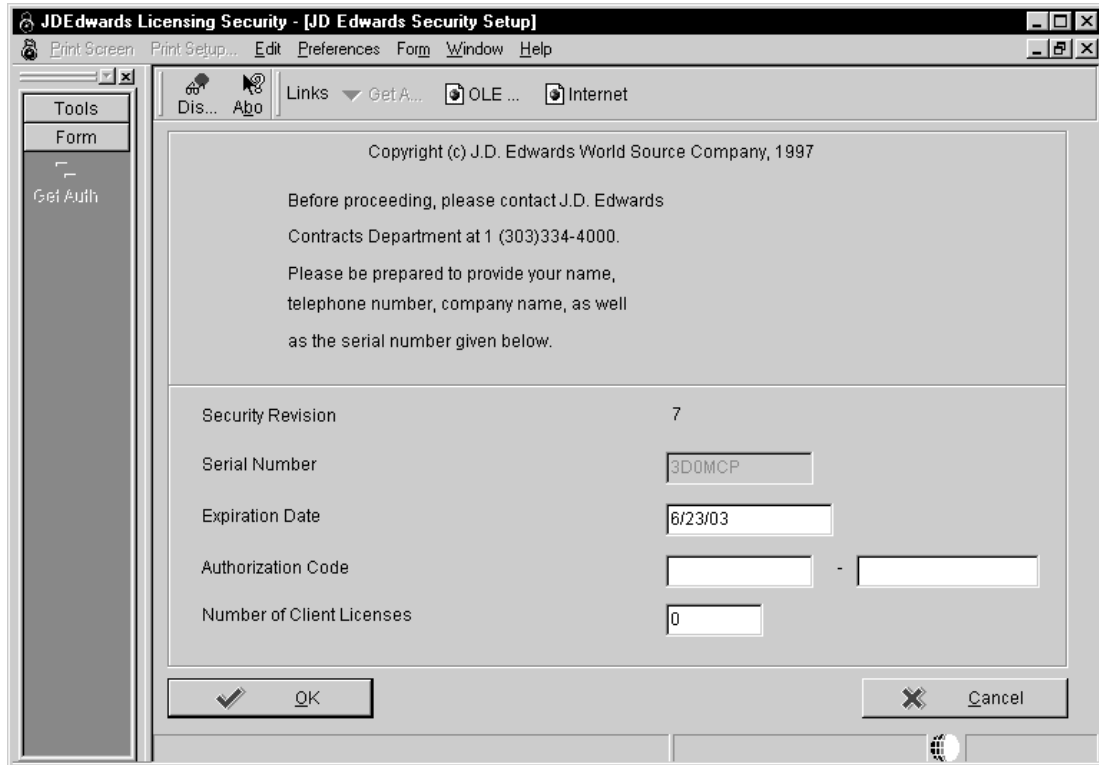 JDEdwards Licensing Security - [JD Edwards Security Setup]
Print Screen Print Setup... Edit Preferences Form Window Help
Dis... Abo Links Get A... OLE ... Internet
Tools
Form
Get Auth
Copyright (c) J.D. Edwards World Source Company, 1997
Before proceeding, please contact J.D. Edwards
Contracts Department at 1 (303)334-4000.
Please be prepared to provide your name,
telephone number, company name, as well
as the serial number given below.
Security Revision 7
Serial Number 3D0MCP
Expiration Date 6/23/03
Authorization Code -
Number of Client Licenses 0
OK Cancel